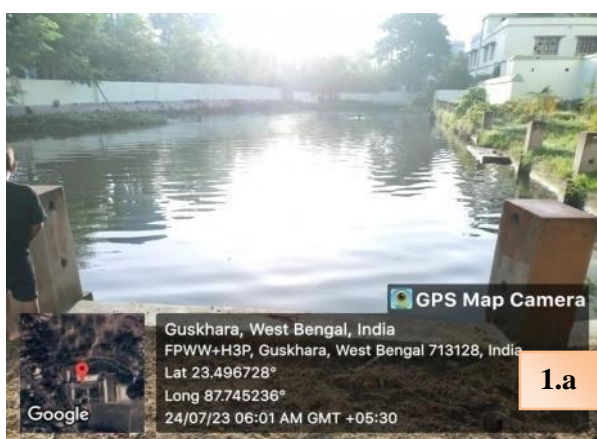 GPS Map Camera
Guskhara, West Bengal, India
FPWW+H3P, Guskhara, West Bengal 713128, India
Lat 23.496728°
Long 87.745236°
24/07/23 06:01 AM GMT +05:30
Google
1.a